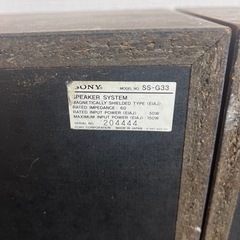 SONY MODEL NO. SS-G33
SPEAKER SYSTEM
MAGNETICALLY SHIELDED TYPE (EIAJ)
RATED IMPEDANCE: 6Ω
RATED INPUT POWER (EIAJ) 50W
MAXIMUM INPUT POWER (EIAJ) 100W
SERIAL NO. 204444
SONY CORPORATION MADE IN JAPAN